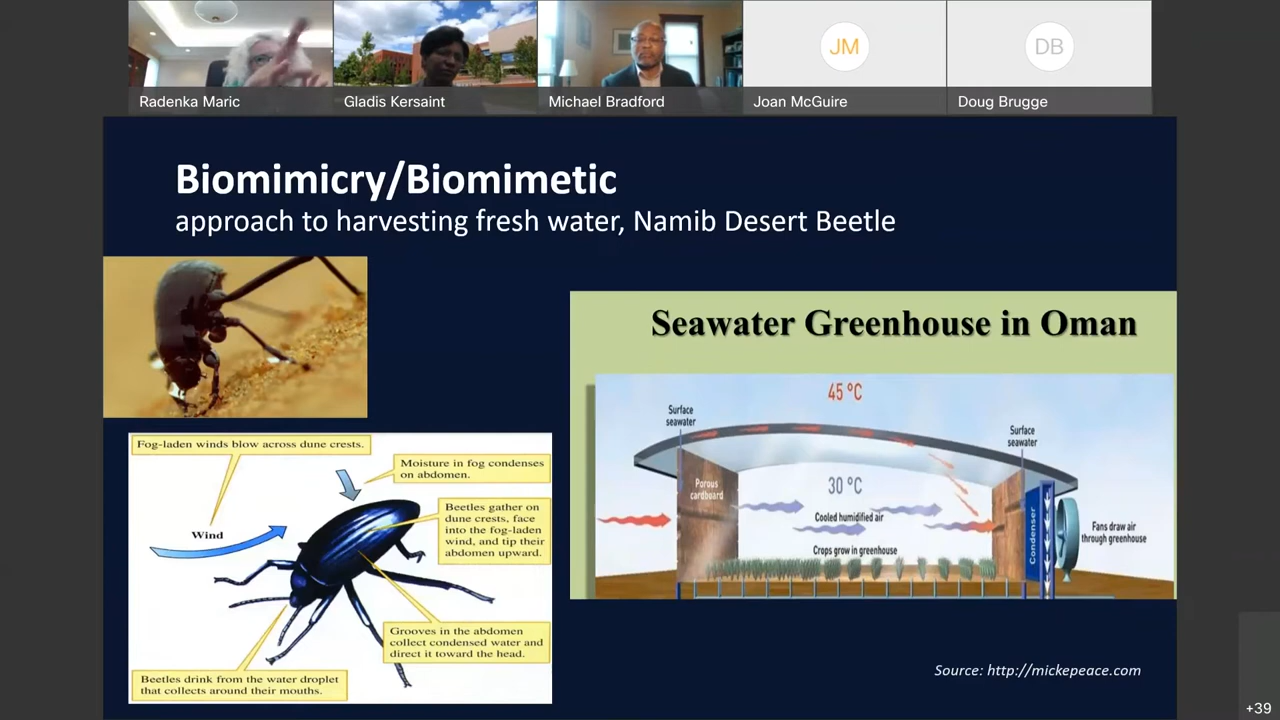 JM
DB
Radenka Maric
Gladis Kersaint
Michael Bradford
Joan McGuire
Doug Brugge
Biomimicry/Biomimetic
approach to harvesting fresh water, Namib Desert Beetle
Fog-laden winds blow across dune crests.
Moisture in fog condenses
on abdomen.
Beetles gather on
dune crests, face
into the fog-laden
wind, and tip their
abdomen upward.
Wind
Grooves in the abdomen
collect condensed water and
direct it toward the head.
Beetles drink from the water droplet
that collects around their mouths.
Seawater Greenhouse in Oman
45 °C
Surface
seawater
Surface
seawater
Porous
cardboard
30 °C
Cooled humidified air
Crops grow in greenhouse
Condenser
Fans draw air
through greenhouse
Source: http://mickepeace.com
+39